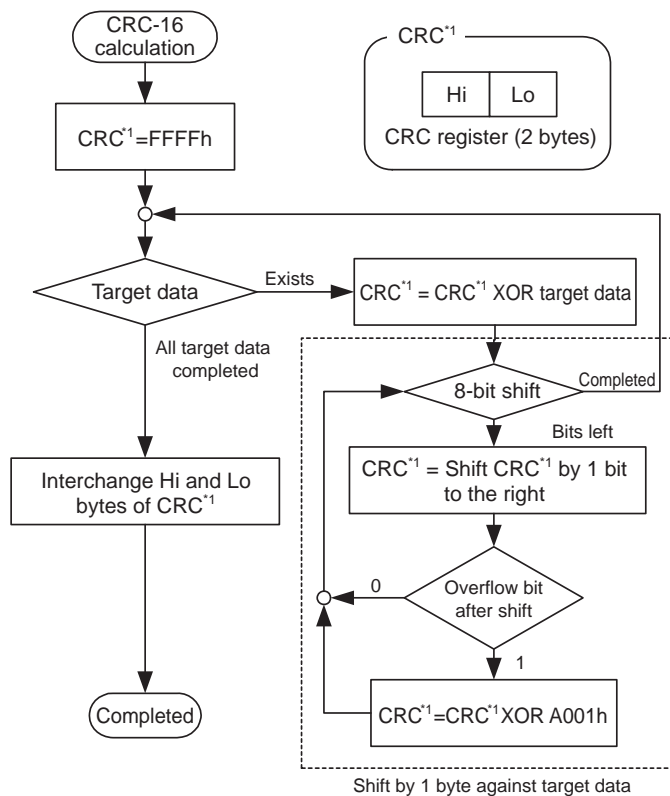 CRC-16
calculation
CRC*1=FFFFh
Target data
Exists
All target data
completed
Interchange Hi and Lo
bytes of CRC*1
Completed
CRC*1
Hi Lo
CRC register (2 bytes)
CRC*1 = CRC*1 XOR target data
8-bit shift
Completed
Bits left
CRC*1 = Shift CRC*1 by 1 bit
to the right
Overflow bit
after shift
0
1
CRC*1=CRC*1XOR A001h
Shift by 1 byte against target data